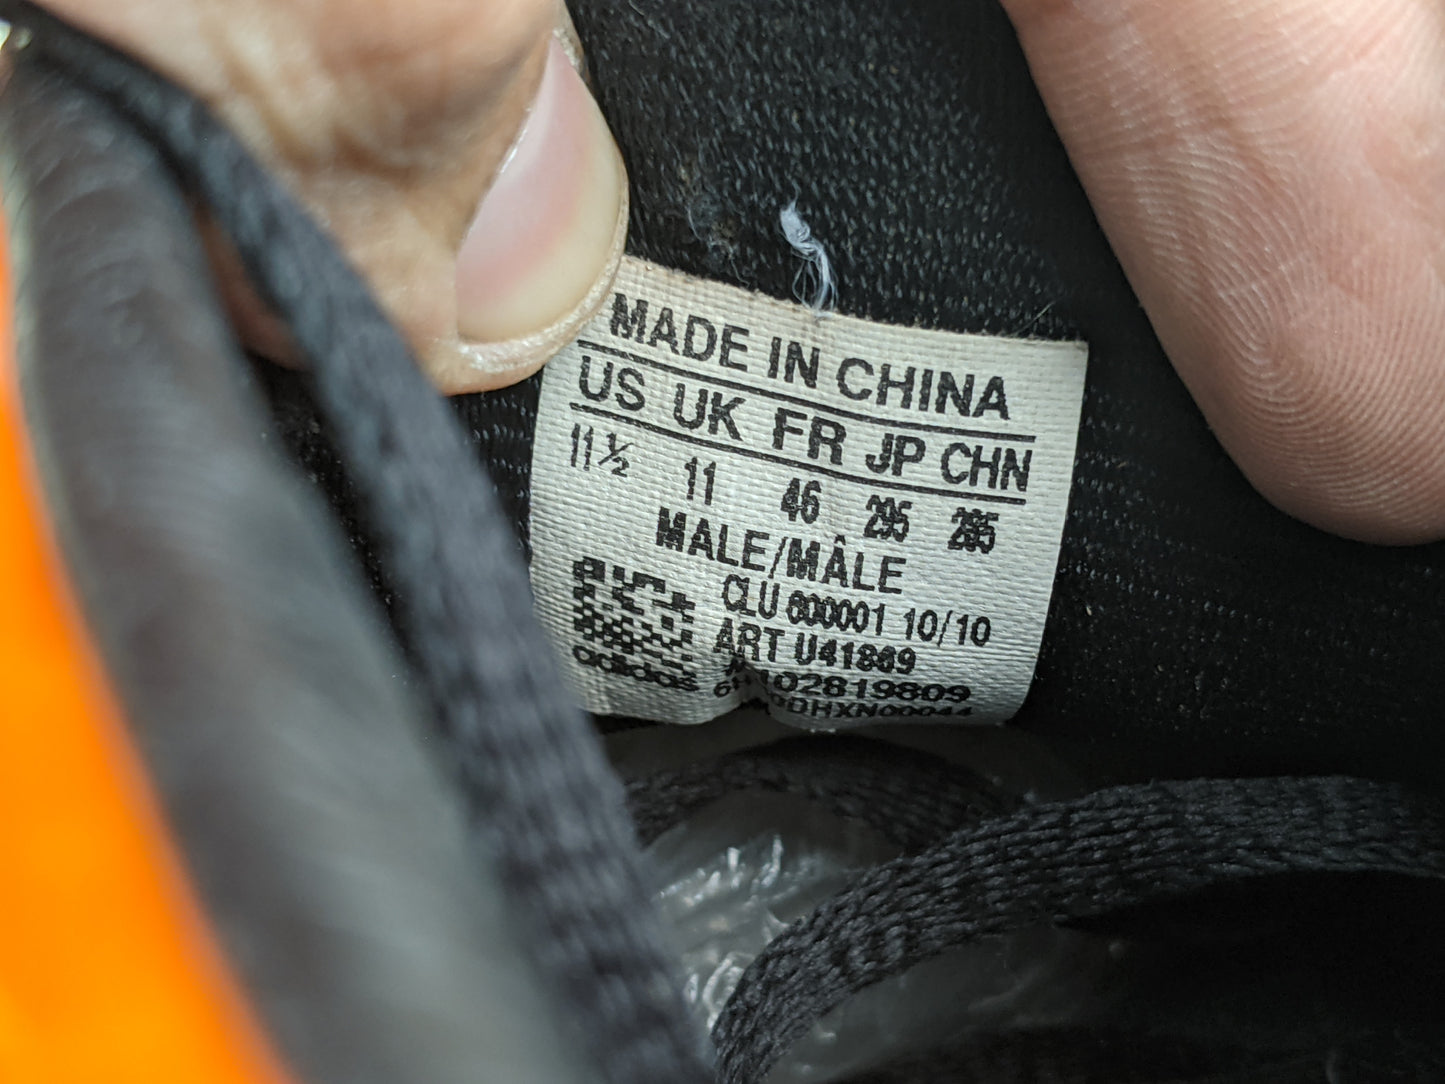 MADE IN CHINA
US UK FR JP CHN
11½ 11 46 295 295
MALE/MÂLE
CLU 600001 10/10
ART U41869
102819809
adidas